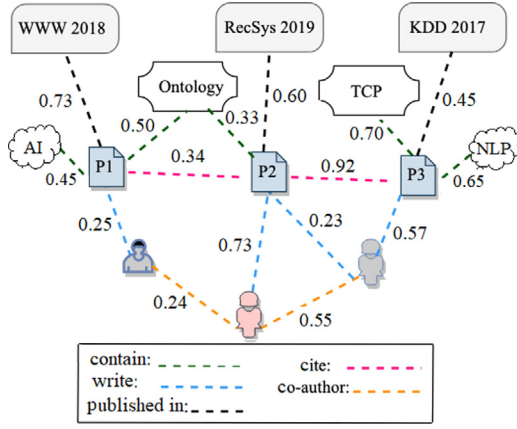 WWW 2018
RecSys 2019
KDD 2017
Ontology
TCP
0.73
0.50
0.33
0.60
0.70
0.45
AI
NLP
P1
P2
P3
0.34
0.92
0.45
0.65
0.25
0.73
0.23
0.57
0.24
0.55
contain:
cite:
write:
co-author:
published in: